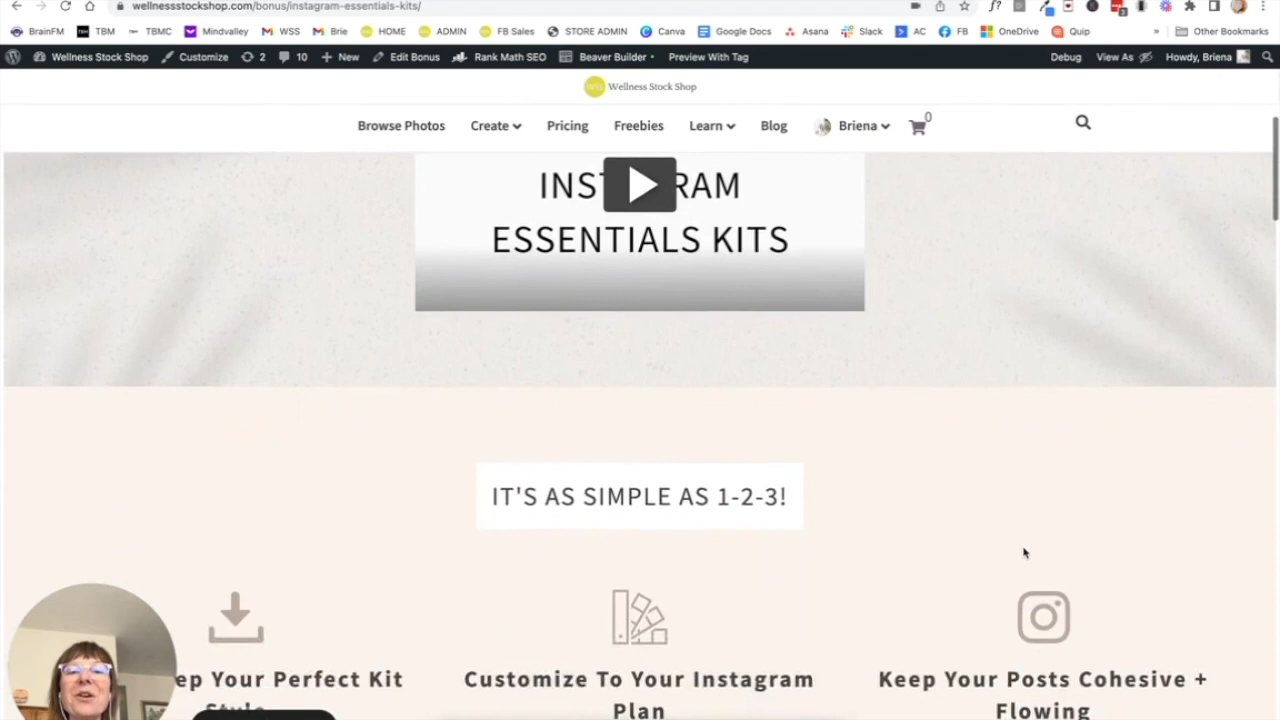 wellnessstockshop.com/bonus/instagram-essentials-kits/
BrainFM TBM TBMC Mindvalley WSS Brie HOME ADMIN FB Sales STORE ADMIN Canva Google Docs Asana Slack AC FB OneDrive Quip » Other Bookmarks
Wellness Stock Shop Customize 2 10 New Edit Bonus Rank Math SEO Beaver Builder Preview With Tag Debug View As Howdy, Briena
WSS Wellness Stock Shop
Browse Photos Create Pricing Freebies Learn Blog Briena 0
INST RAM
ESSENTIALS KITS
IT'S AS SIMPLE AS 1-2-3!
ep Your Perfect Kit
Style
Customize To Your Instagram
Plan
Keep Your Posts Cohesive +
Flowing